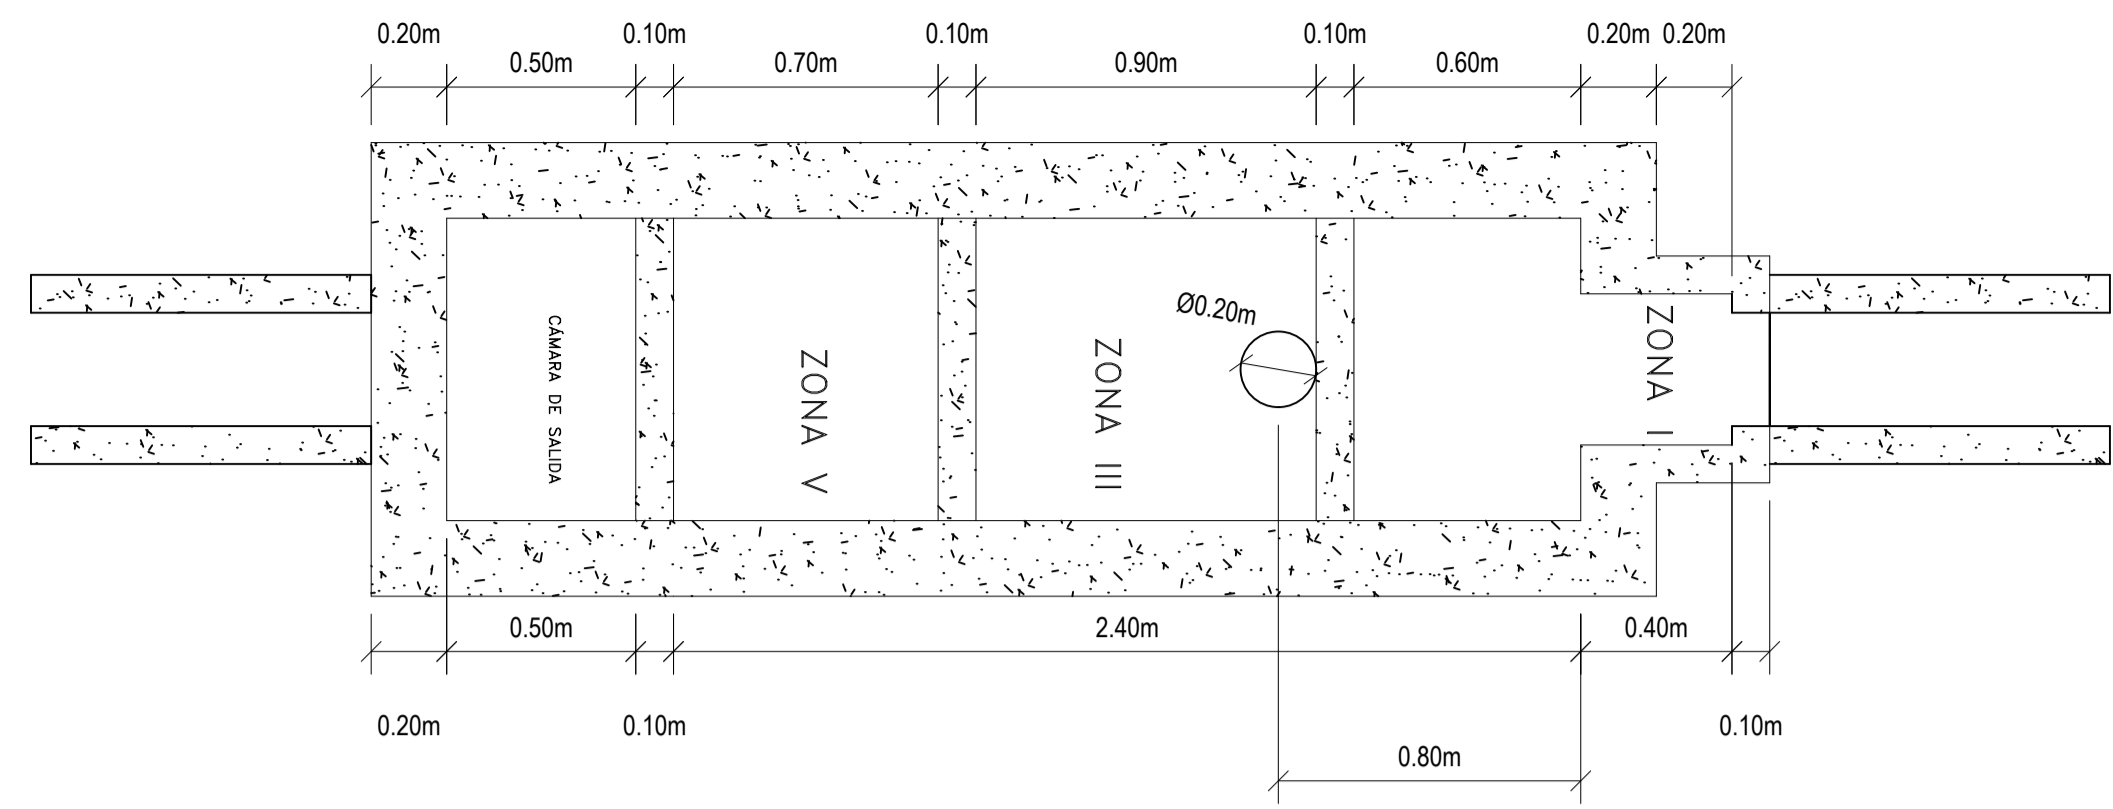 0.20m 0.10m 0.10m 0.10m 0.20m 0.20m
0.50m 0.70m 0.90m 0.60m
Ø0.20m
CÁMARA DE SALIDA
ZONA V
ZONA III
ZONA I
0.50m 2.40m 0.40m
0.20m 0.10m 0.10m
0.80m